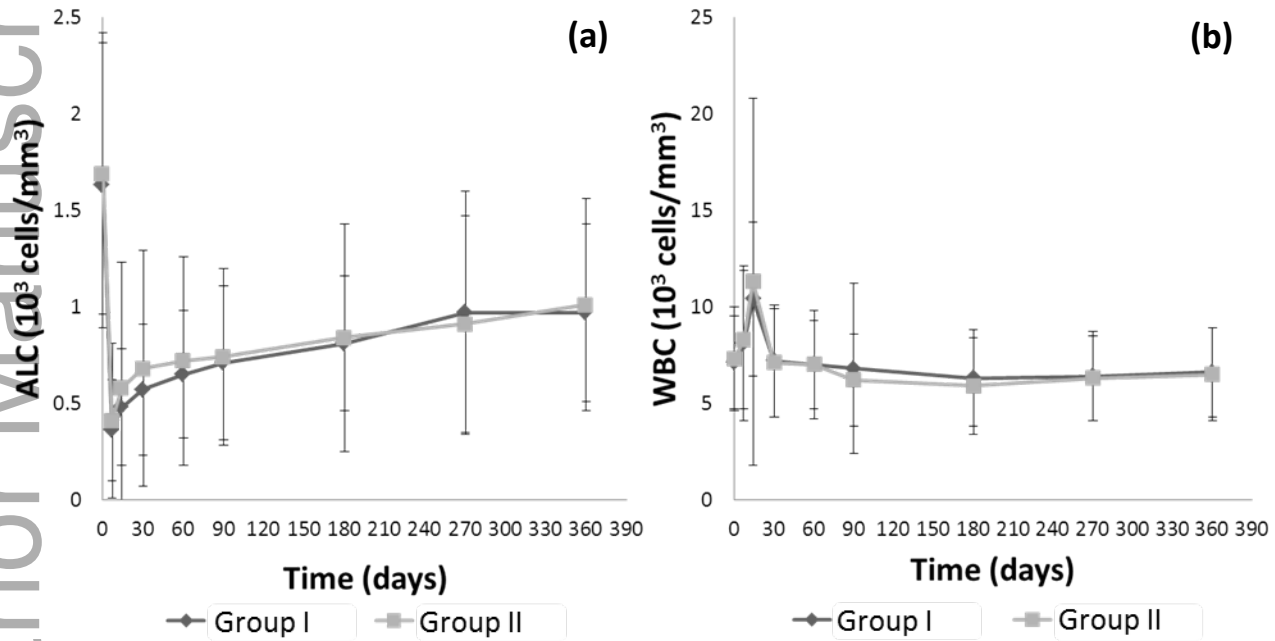 (a)
2.5
2
1.5
1
0.5
0
ALC (10³ cells/mm³)
0 30 60 90 120 150 180 210 240 270 300 330 360 390
Time (days)
Group I Group II
(b)
25
20
15
10
5
0
WBC (10³ cells/mm³)
0 30 60 90 120 150 180 210 240 270 300 330 360 390
Time (days)
Group I Group II